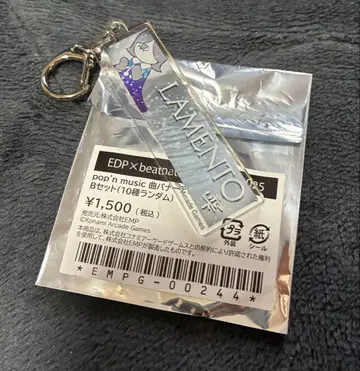 LAMENTO
Arcade Games
EDP×beatnat
025
pop'n music 曲バナー
Bセット(10種ランダム)
¥1,500(税込)
発売元:株式会社EMP
©Konami Arcade Games
本商品は、株式会社コナミアーケードゲームスとの契約により許諾された権利
を使用して、株式会社EMPが製造したものです。
プラ
外装
紙
シール
*EMPG-00244*